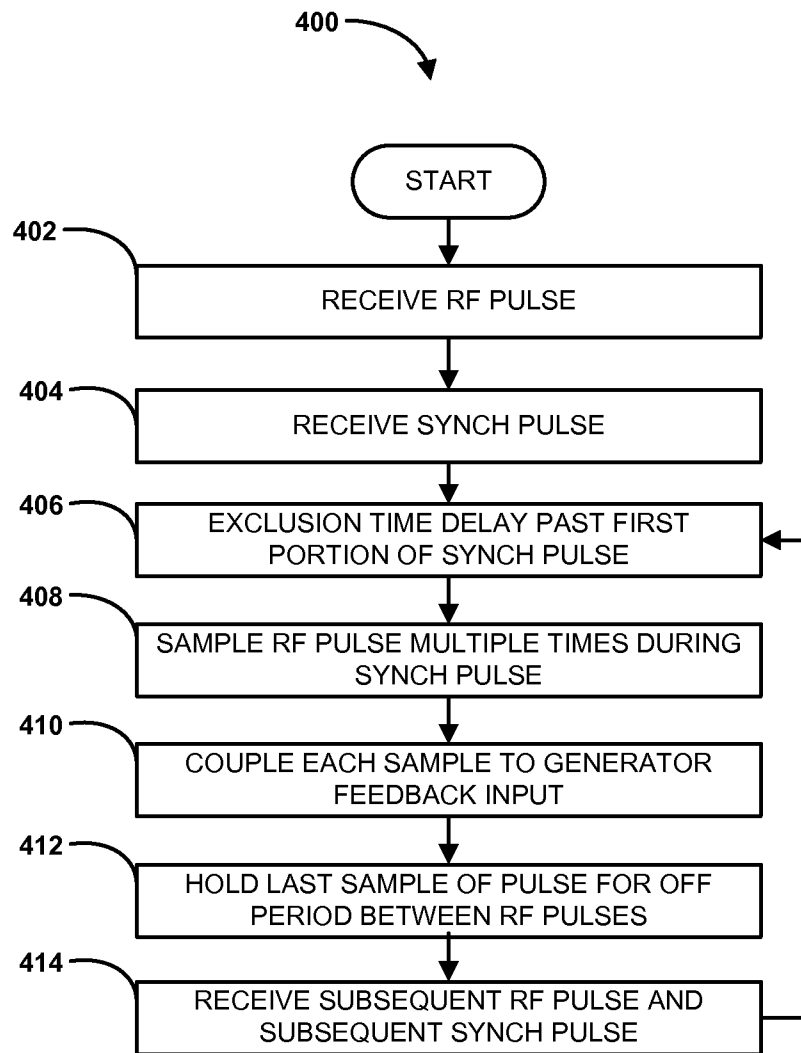 400
START
402
RECEIVE RF PULSE
404
RECEIVE SYNCH PULSE
406
EXCLUSION TIME DELAY PAST FIRST
PORTION OF SYNCH PULSE
408
SAMPLE RF PULSE MULTIPLE TIMES DURING
SYNCH PULSE
410
COUPLE EACH SAMPLE TO GENERATOR
FEEDBACK INPUT
412
HOLD LAST SAMPLE OF PULSE FOR OFF
PERIOD BETWEEN RF PULSES
414
RECEIVE SUBSEQUENT RF PULSE AND
SUBSEQUENT SYNCH PULSE